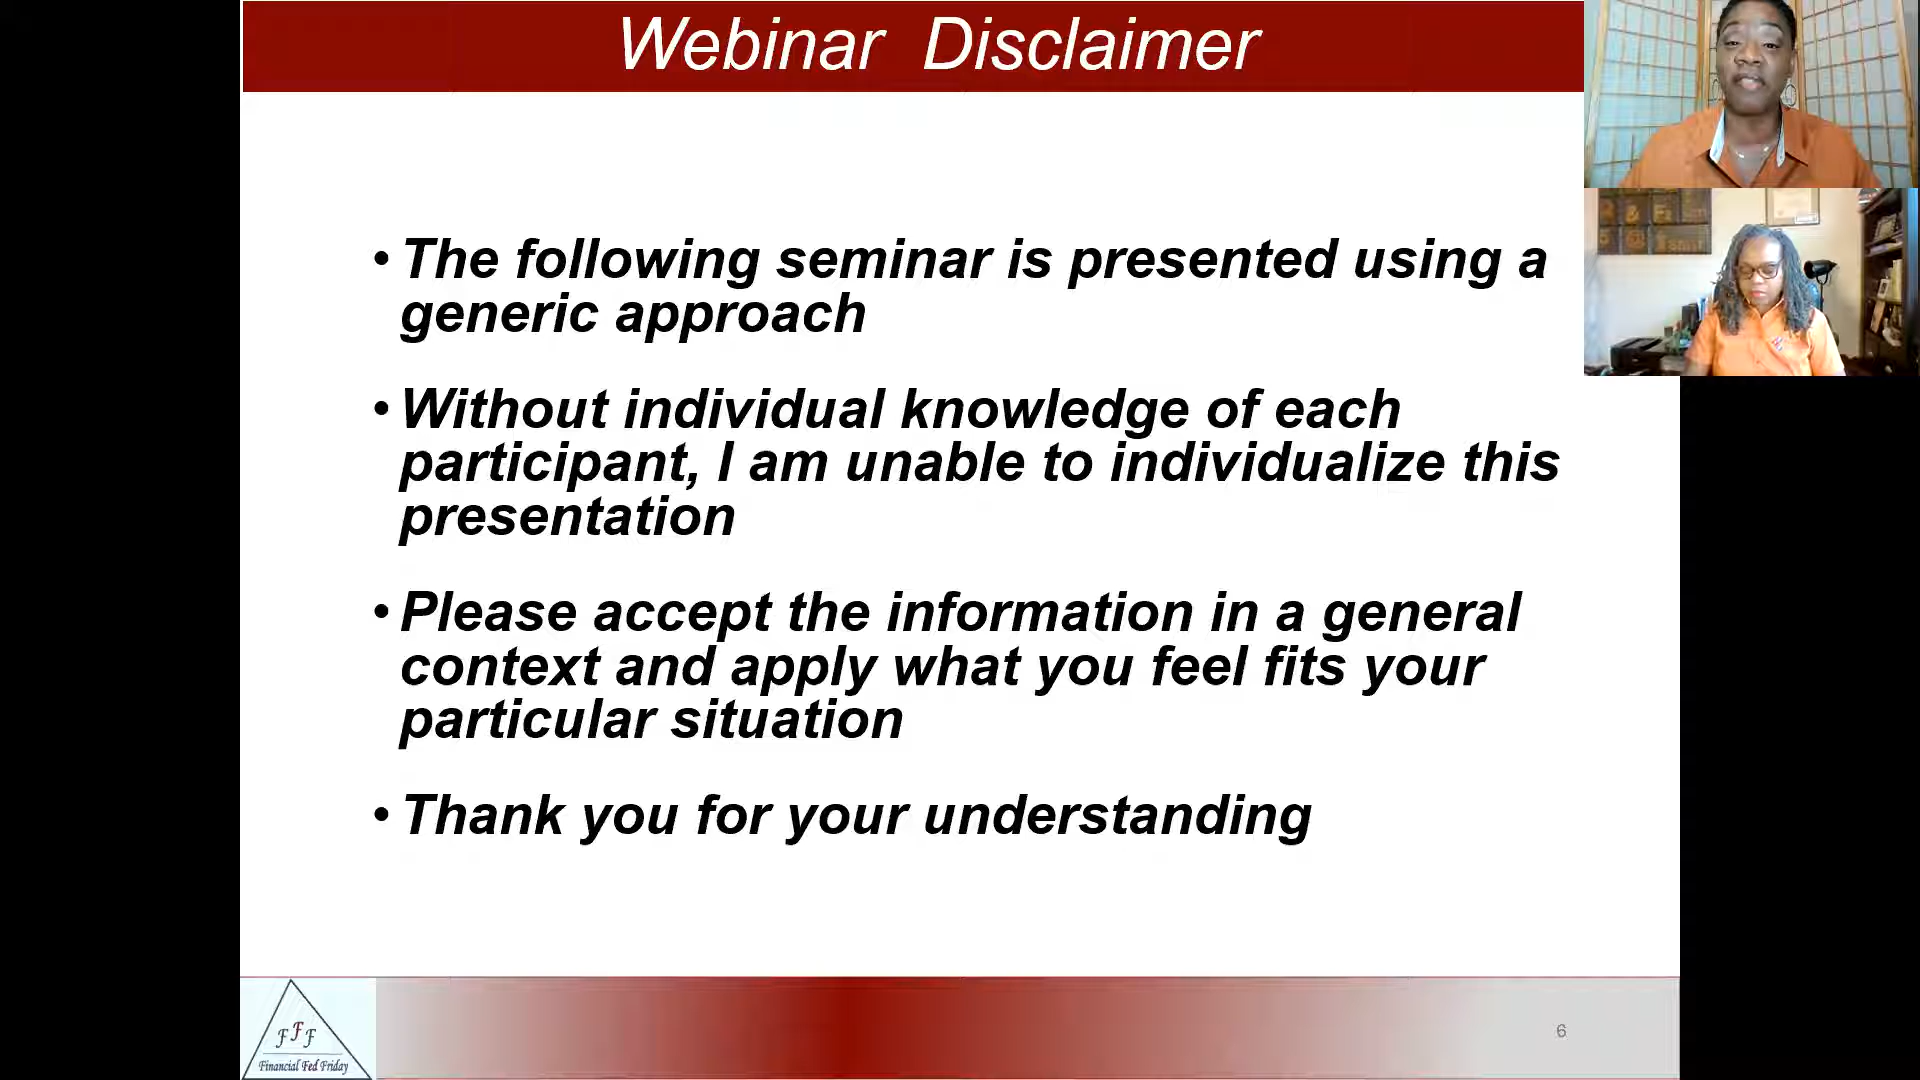 Webinar Disclaimer
• The following seminar is presented using a
generic approach
• Without individual knowledge of each
participant, I am unable to individualize this
presentation
• Please accept the information in a general
context and apply what you feel fits your
particular situation
• Thank you for your understanding
FFF
Financial Fed Friday
6